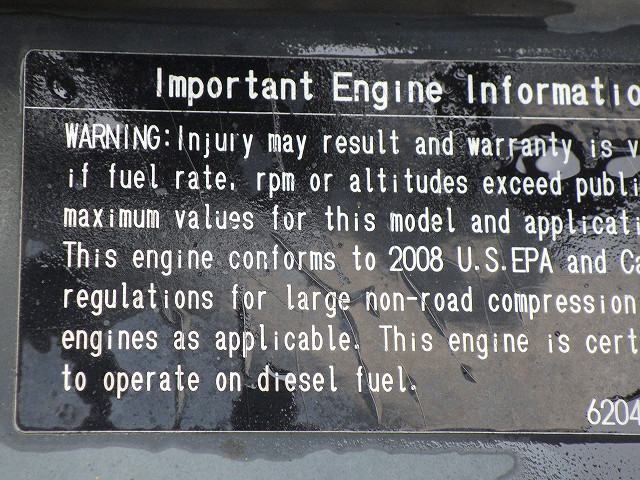 Important Engine Informatio
WARNING: Injury may result and warranty is v
if fuel rate, rpm or altitudes exceed publi
maximum values for this model and applicati
This engine conforms to 2008 U.S. EPA and Ca
regulations for large non-road compression
engines as applicable. This engine is cert
to operate on diesel fuel.
6204